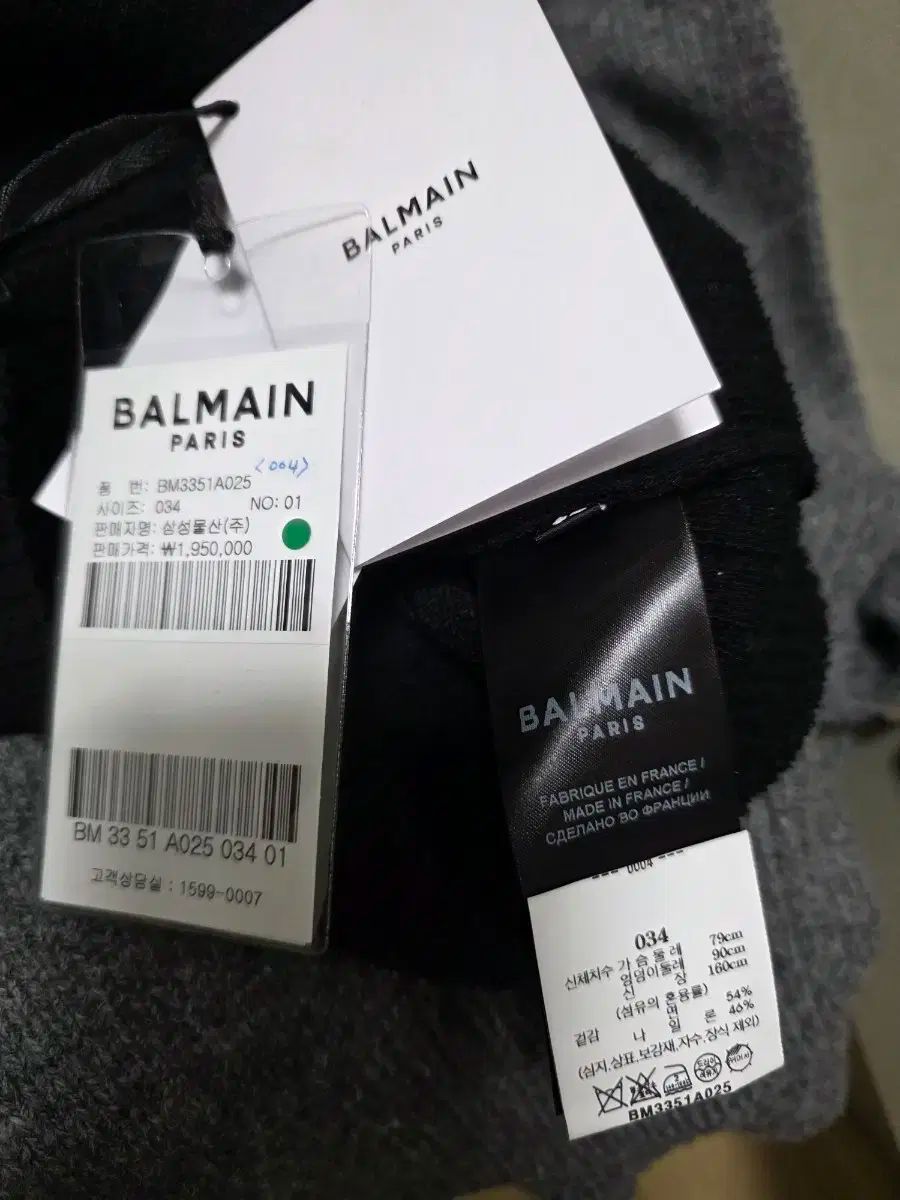 BALMAIN
PARIS
BALMAIN
PARIS
<004>
품 번: BM3351A025
사이즈: 034 NO: 01
판매자명: 삼성물산(주)
판매가격: ₩1,950,000
BM 33 51 A025 034 01
고객상담실 : 1599-0007
BALMAIN
PARIS
FABRIQUE EN FRANCE /
MADE IN FRANCE /
СДЕЛАНО ВО ФРАНЦИИ
--- 0004 ---
034
신체치수 가 슴 둘 레 79cm
엉덩이둘레 90cm
신 장 160cm
(섬유의 혼용률)
겉감 면 54%
나 일 론 46%
(심지.상표.보강재.자수.장식 제외)
BM3351A025